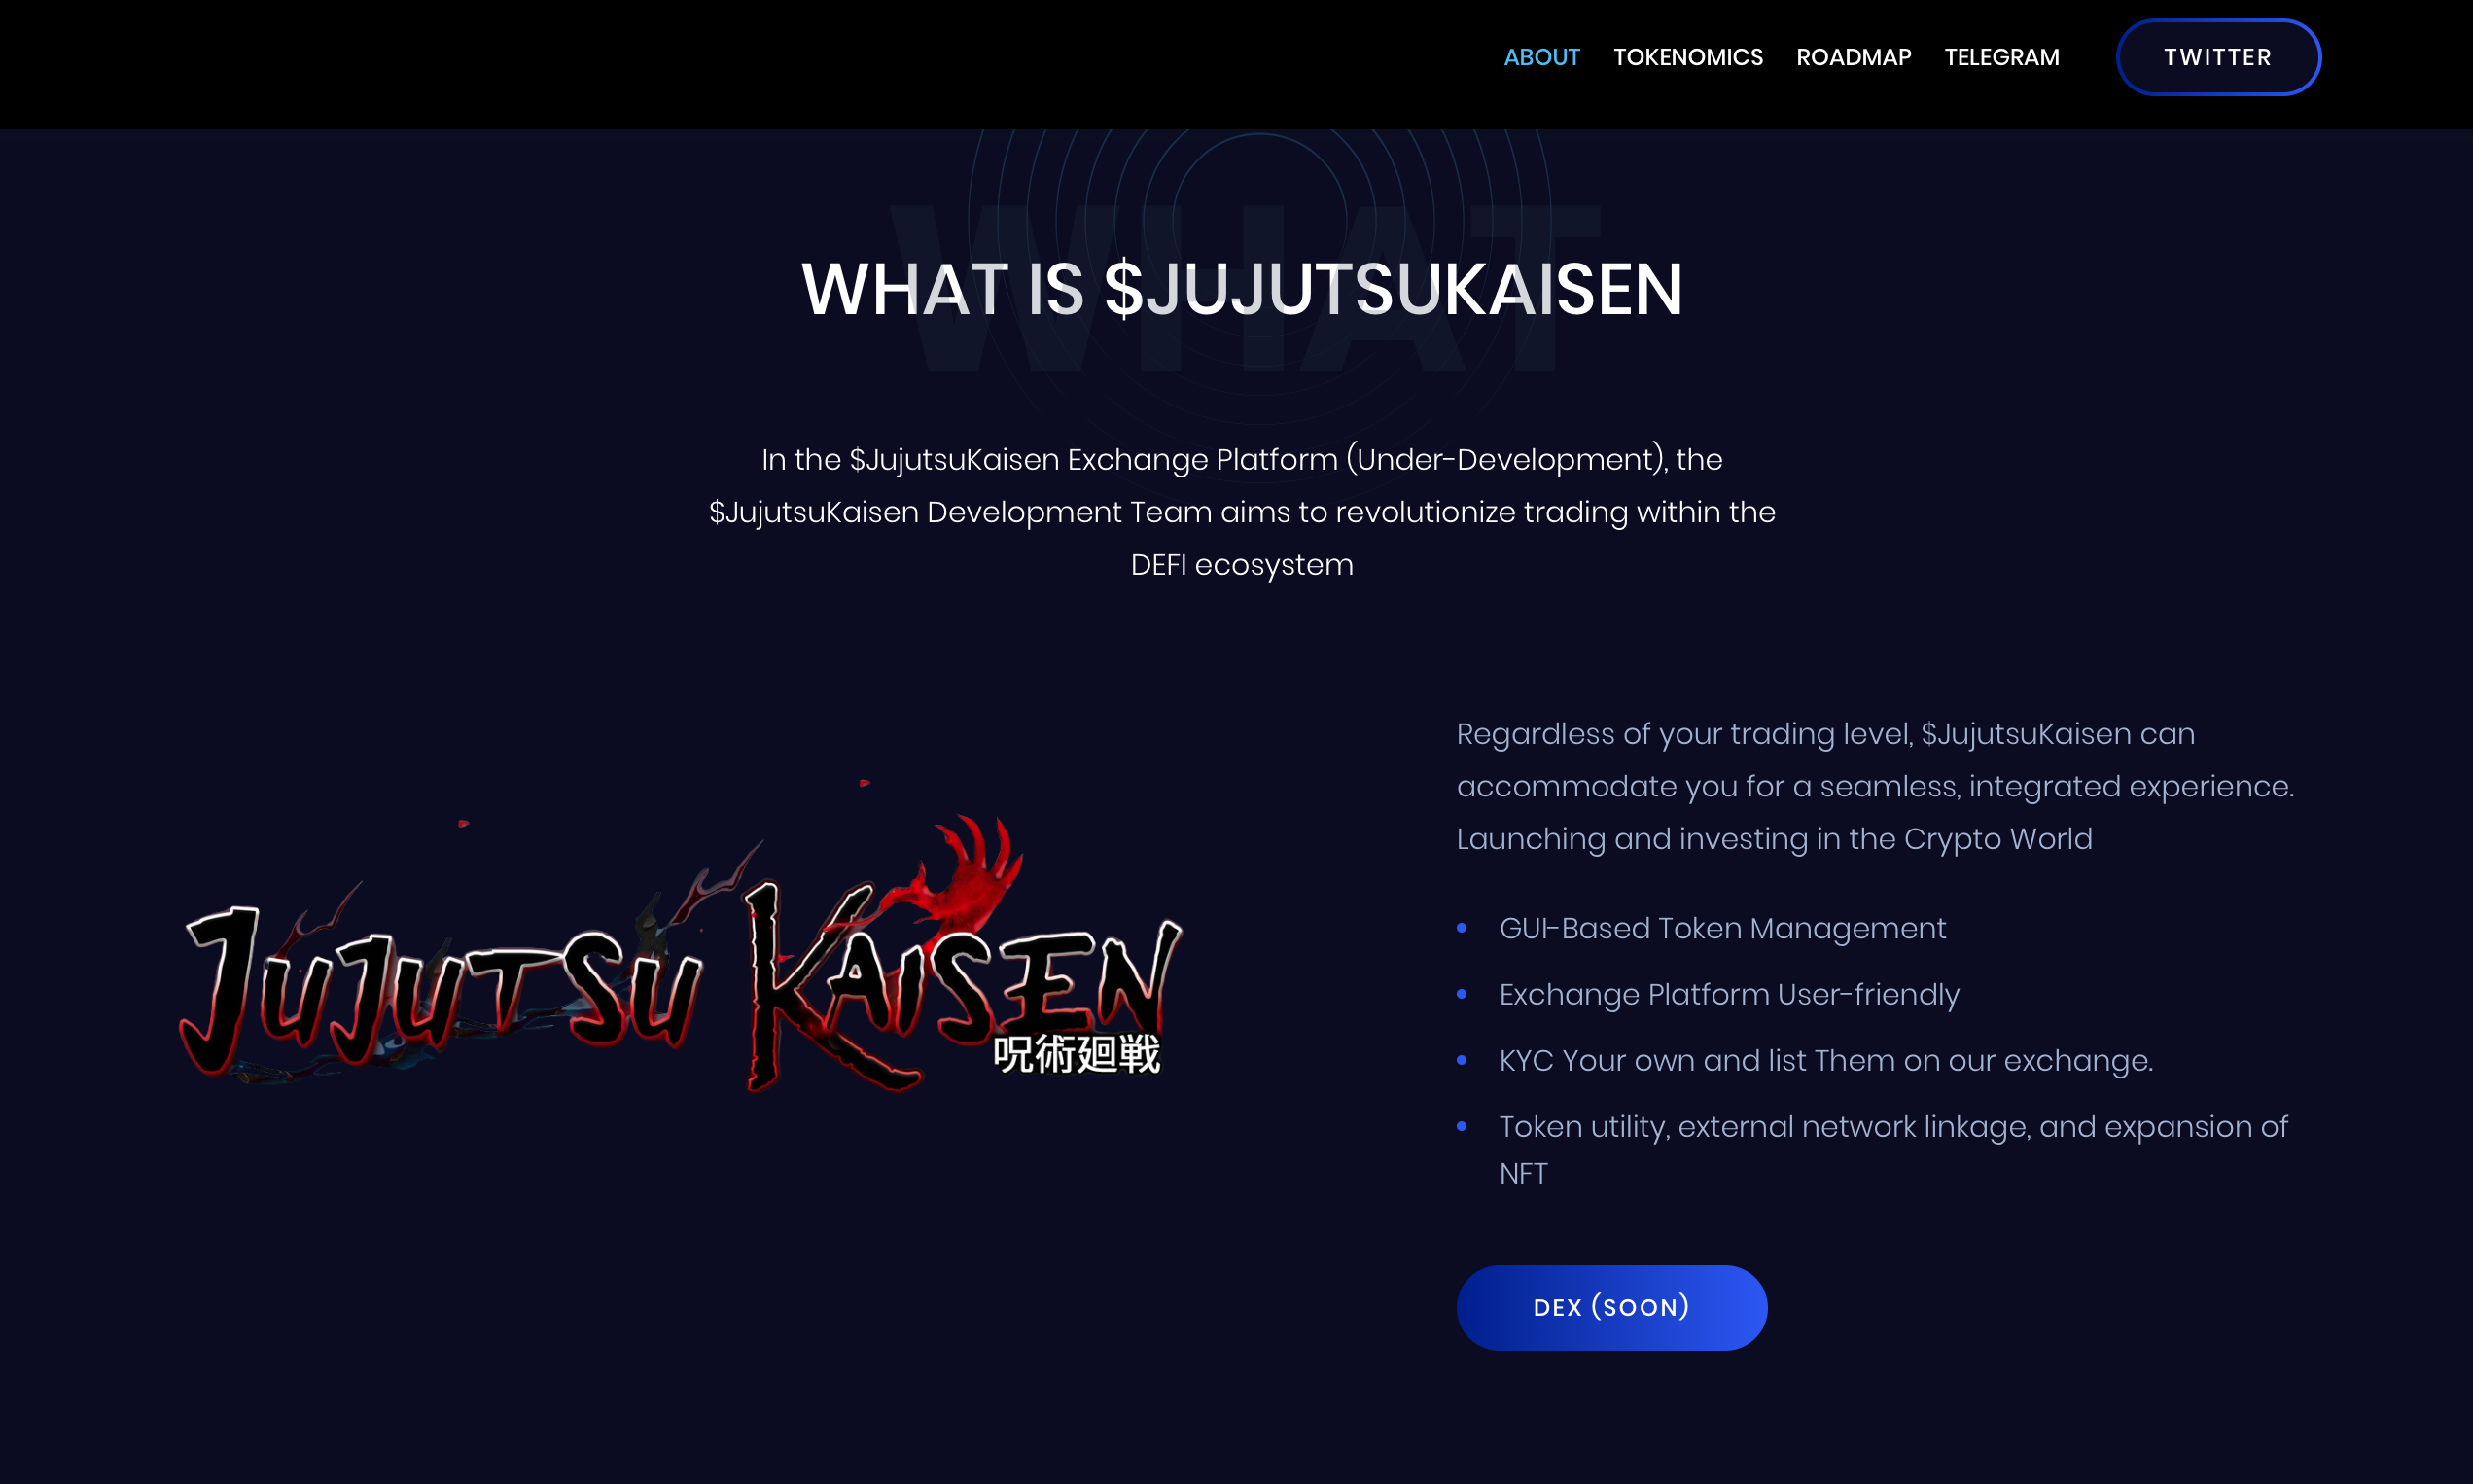 ABOUT TOKENOMICS ROADMAP TELEGRAM TWITTER
WHAT
WHAT IS $JUJUTSUKAISEN
In the $JujutsuKaisen Exchange Platform (Under-Development), the
$JujutsuKaisen Development Team aims to revolutionize trading within the
DEFI ecosystem
JUJUTSU KAISEN
呪術廻戦
Regardless of your trading level, $JujutsuKaisen can
accommodate you for a seamless, integrated experience.
Launching and investing in the Crypto World
GUI-Based Token Management
Exchange Platform User-friendly
KYC Your own and list Them on our exchange.
Token utility, external network linkage, and expansion of
NFT
DEX (SOON)